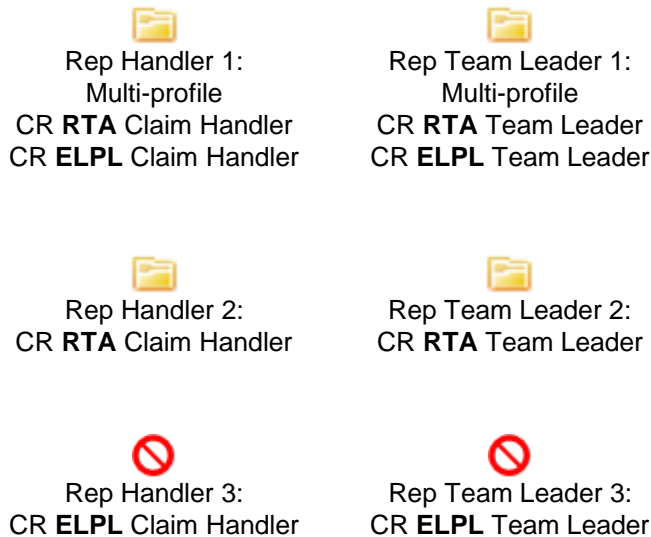 Rep Handler 1:
Multi-profile
CR RTA Claim Handler
CR ELPL Claim Handler
Rep Team Leader 1:
Multi-profile
CR RTA Team Leader
CR ELPL Team Leader
Rep Handler 2:
CR RTA Claim Handler
Rep Team Leader 2:
CR RTA Team Leader
Rep Handler 3:
CR ELPL Claim Handler
Rep Team Leader 3:
CR ELPL Team Leader